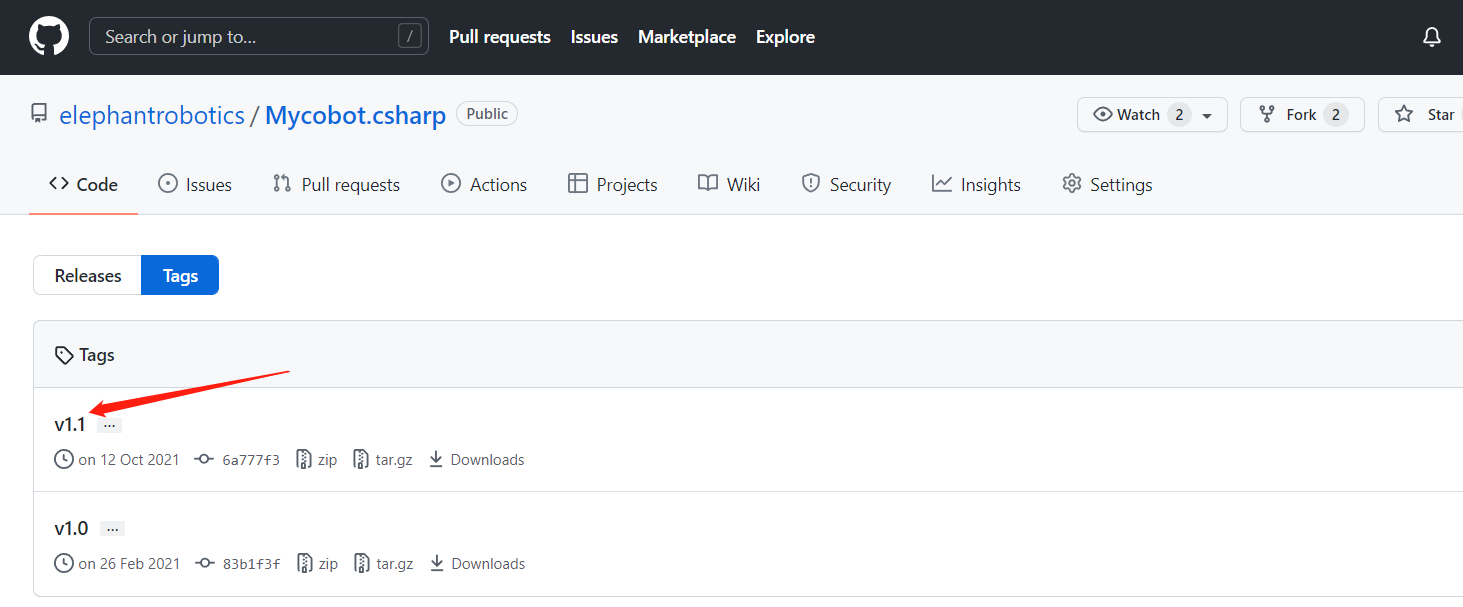 Search or jump to... / Pull requests Issues Marketplace Explore
elephantrobotics / Mycobot.csharp Public Watch 2 Fork 2 Star
Code Issues Pull requests Actions Projects Wiki Security Insights Settings
Releases Tags
Tags
v1.1 ...
on 12 Oct 2021 6a777f3 zip tar.gz Downloads
v1.0 ...
on 26 Feb 2021 83b1f3f zip tar.gz Downloads